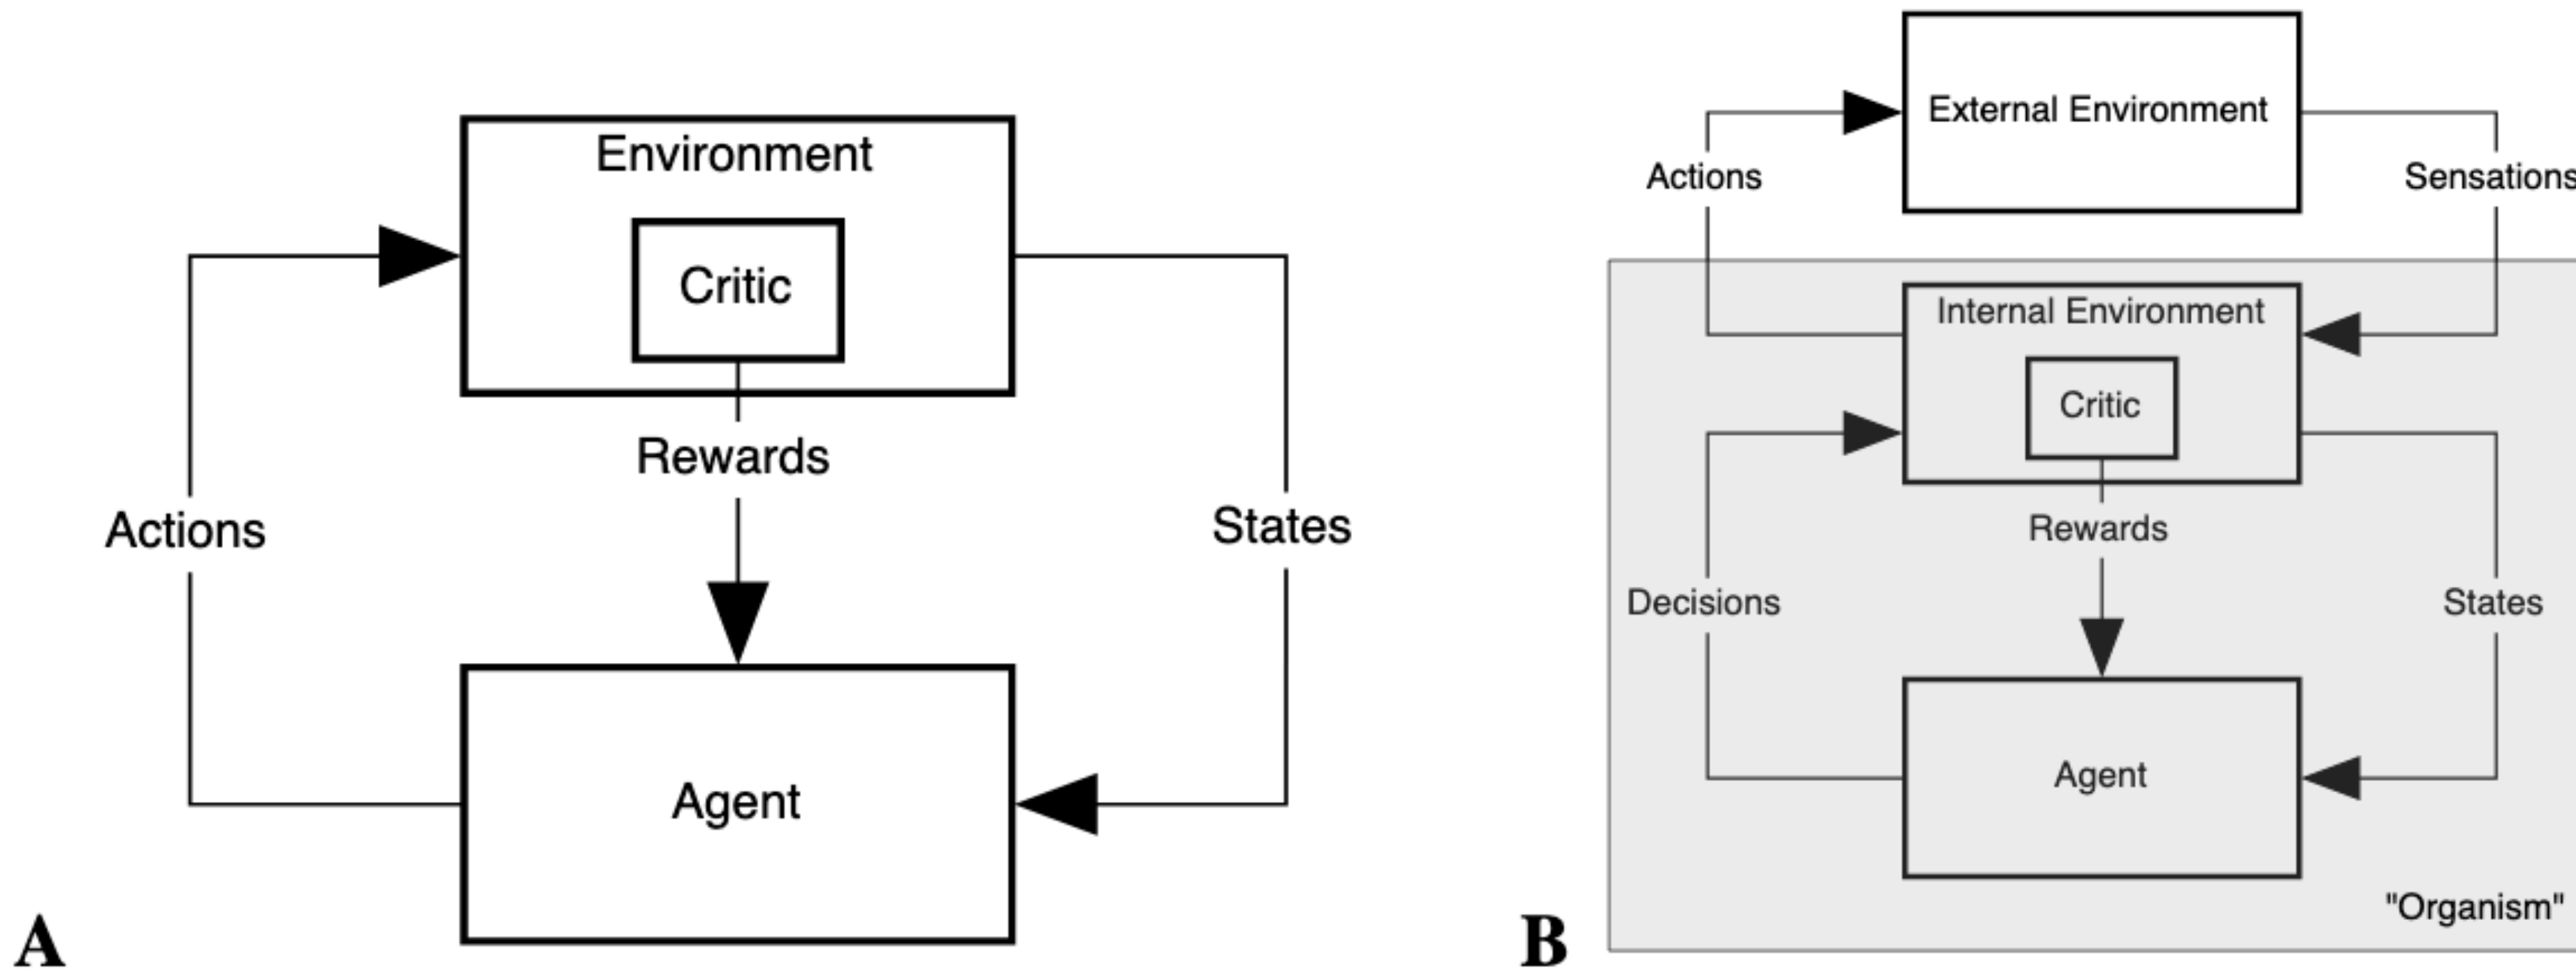 Environment
Critic
Rewards
Actions
States
Agent
A
External Environment
Actions
Sensations
Internal Environment
Critic
Rewards
Decisions
States
Agent
"Organism"
B